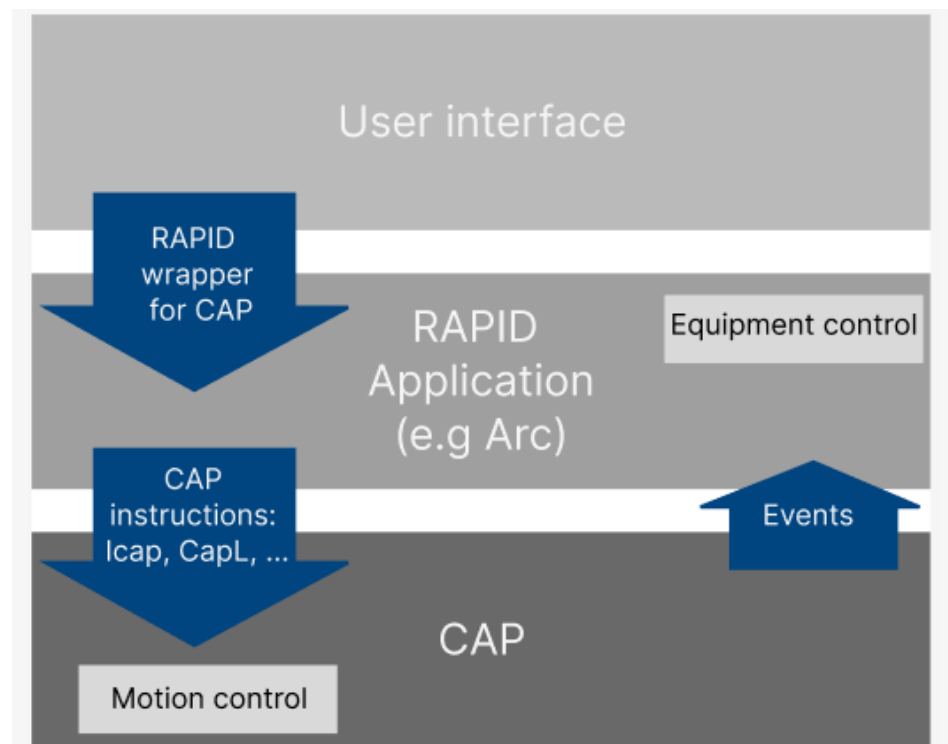 User interface
RAPID
wrapper
for CAP
RAPID
Application
(e.g Arc)
Equipment control
CAP
instructions:
Icap, CapL, ...
Events
CAP
Motion control